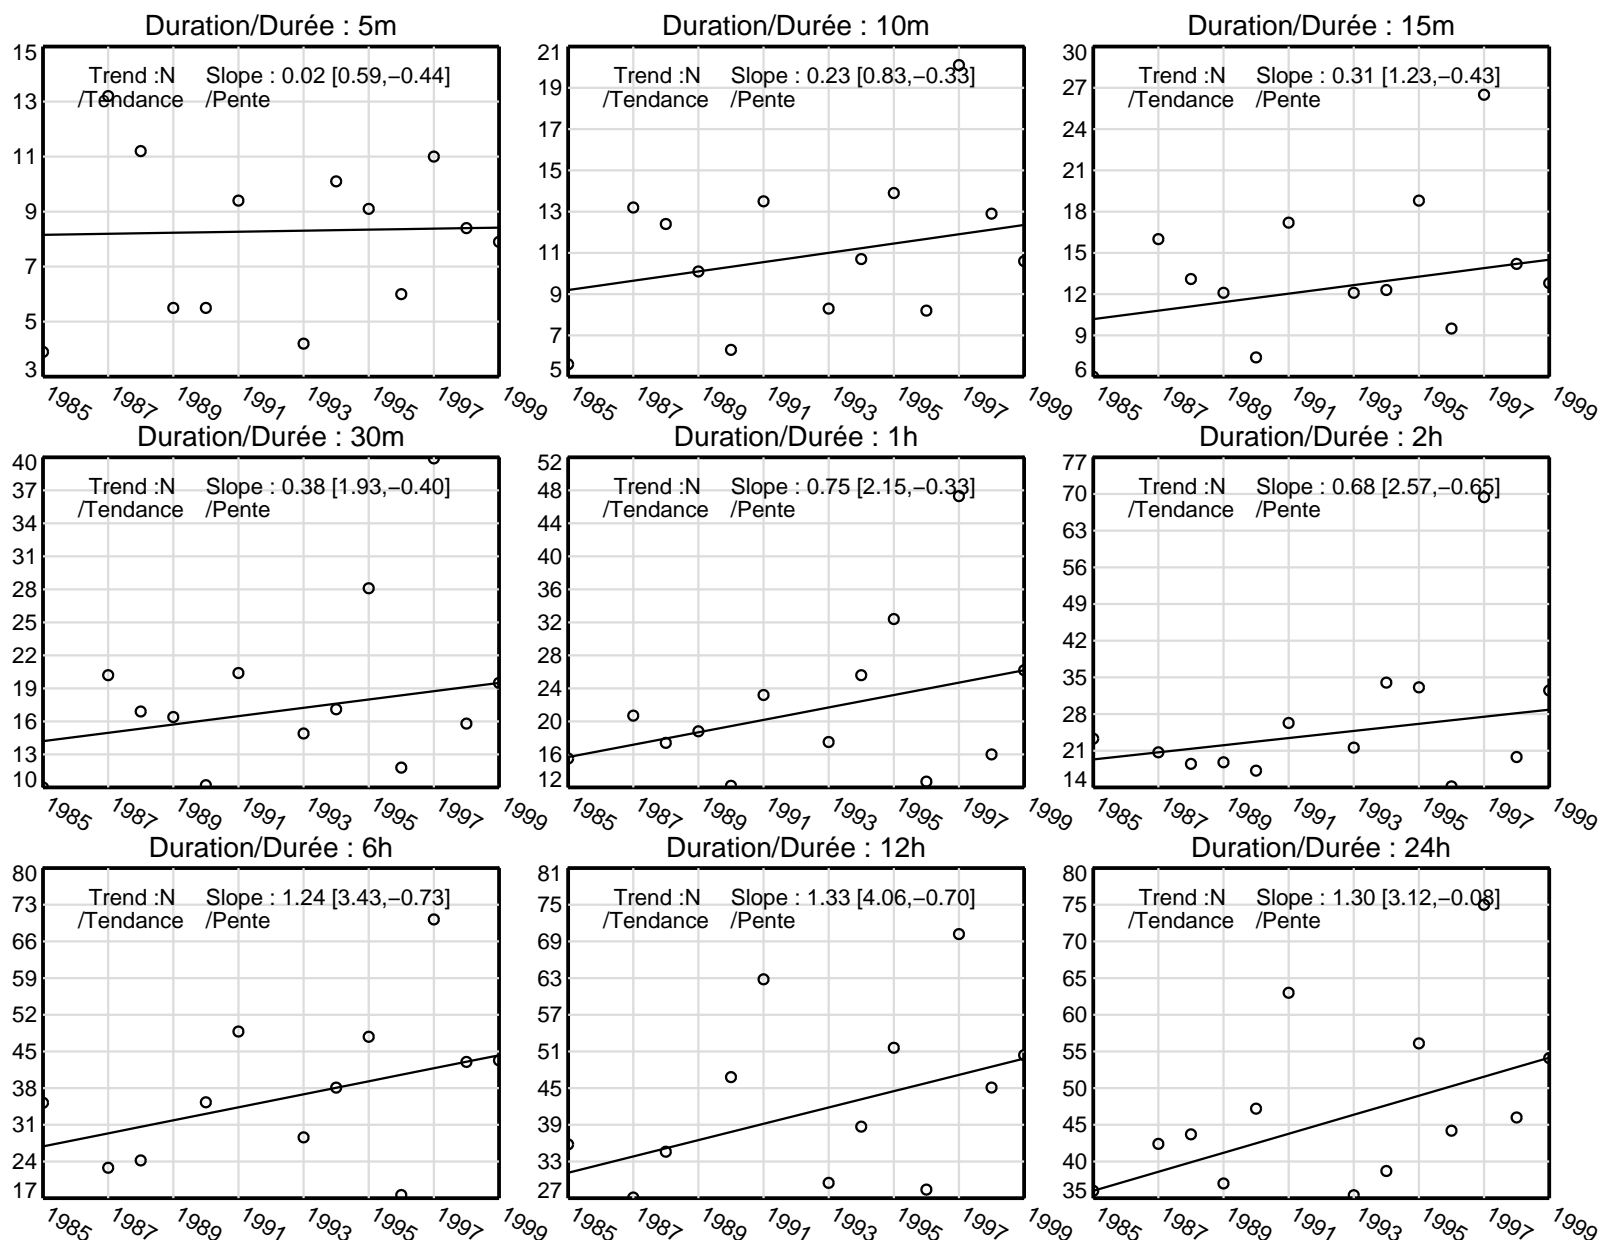 Duration/Durée : 5m
15
13
11
9
7
5
3
Trend :N Slope : 0.02 [0.59,−0.44]
/Tendance /Pente
1985 1987 1989 1991 1993 1995 1997 1999
Duration/Durée : 10m
21
19
17
15
13
11
9
7
5
Trend :N Slope : 0.23 [0.83,−0.33]
/Tendance /Pente
1985 1987 1989 1991 1993 1995 1997 1999
Duration/Durée : 15m
30
27
24
21
18
15
12
9
6
Trend :N Slope : 0.31 [1.23,−0.43]
/Tendance /Pente
1985 1987 1989 1991 1993 1995 1997 1999
Duration/Durée : 30m
40
37
34
31
28
25
22
19
16
13
10
Trend :N Slope : 0.38 [1.93,−0.40]
/Tendance /Pente
1985 1987 1989 1991 1993 1995 1997 1999
Duration/Durée : 1h
52
48
44
40
36
32
28
24
20
16
12
Trend :N Slope : 0.75 [2.15,−0.33]
/Tendance /Pente
1985 1987 1989 1991 1993 1995 1997 1999
Duration/Durée : 2h
77
70
63
56
49
42
35
28
21
14
Trend :N Slope : 0.68 [2.57,−0.65]
/Tendance /Pente
1985 1987 1989 1991 1993 1995 1997 1999
Duration/Durée : 6h
80
73
66
59
52
45
38
31
24
17
Trend :N Slope : 1.24 [3.43,−0.73]
/Tendance /Pente
1985 1987 1989 1991 1993 1995 1997 1999
Duration/Durée : 12h
81
75
69
63
57
51
45
39
33
27
Trend :N Slope : 1.33 [4.06,−0.70]
/Tendance /Pente
1985 1987 1989 1991 1993 1995 1997 1999
Duration/Durée : 24h
80
75
70
65
60
55
50
45
40
35
Trend :N Slope : 1.30 [3.12,−0.08]
/Tendance /Pente
1985 1987 1989 1991 1993 1995 1997 1999